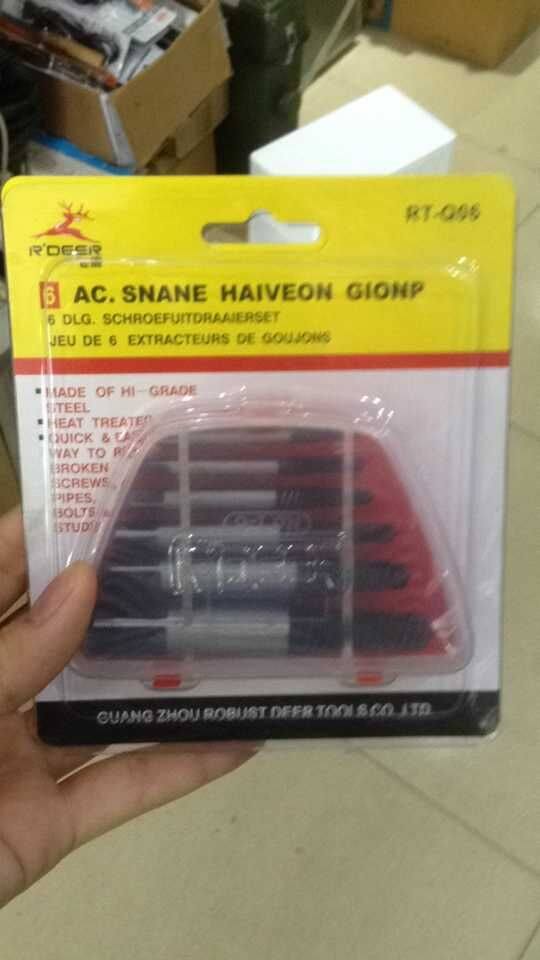 R'DEER
RT-Q06
6 AC. SNANE HAIVEON GIONP
6 DLG. SCHROEFUITDRAAIERSET
JEU DE 6 EXTRACTEURS DE GOUJONS
MADE OF HI-GRADE
STEEL
HEAT TREATED
QUICK &
WAY TO
BROKEN
SCREWS,
PIPES,
BOLTS &
STUDS
GUANG ZHOU ROBUST DEER TOOLS CO. LTD